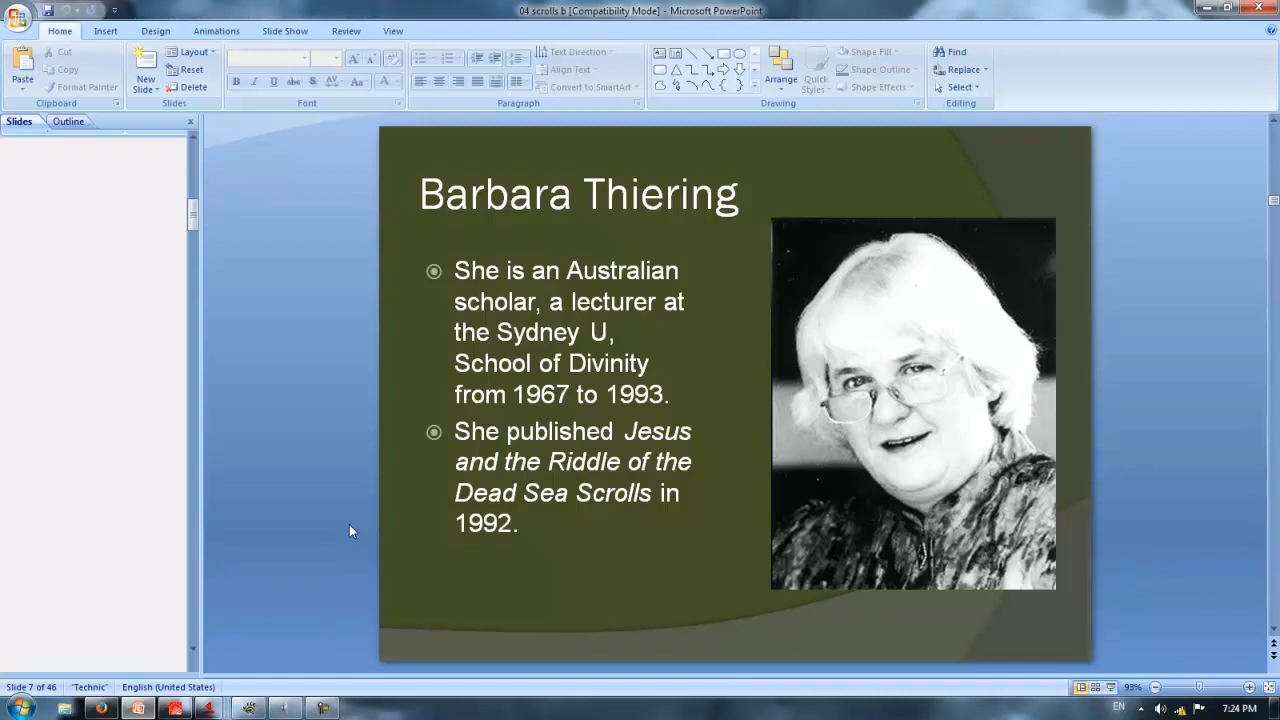 04 scrolls b [Compatibility Mode] - Microsoft PowerPoint
Home Insert Design Animations Slide Show Review View
Paste
Cut
Copy
Format Painter
Clipboard
New
Slide
Layout
Reset
Delete
Slides
B I U abc S AV Aa A
Font
Text Direction
Align Text
Convert to SmartArt
Paragraph
Arrange
Quick
Styles
Shape Fill
Shape Outline
Shape Effects
Drawing
Find
Replace
Select
Editing
Slides Outline
Barbara Thiering
She is an Australian
scholar, a lecturer at
the Sydney U,
School of Divinity
from 1967 to 1993.
She published Jesus
and the Riddle of the
Dead Sea Scrolls in
1992.
Slide 7 of 46 "Technic" English (United States) 93%
EN 7:24 PM